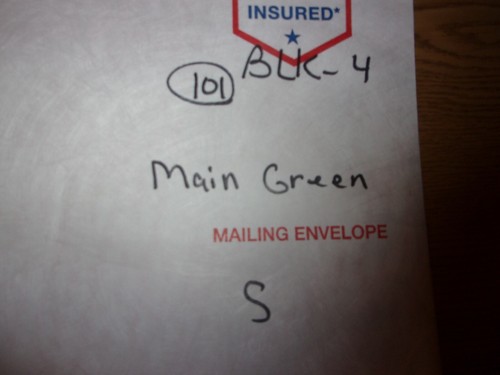 INSURED*
BLK-4
101
Main Green
MAILING ENVELOPE
S